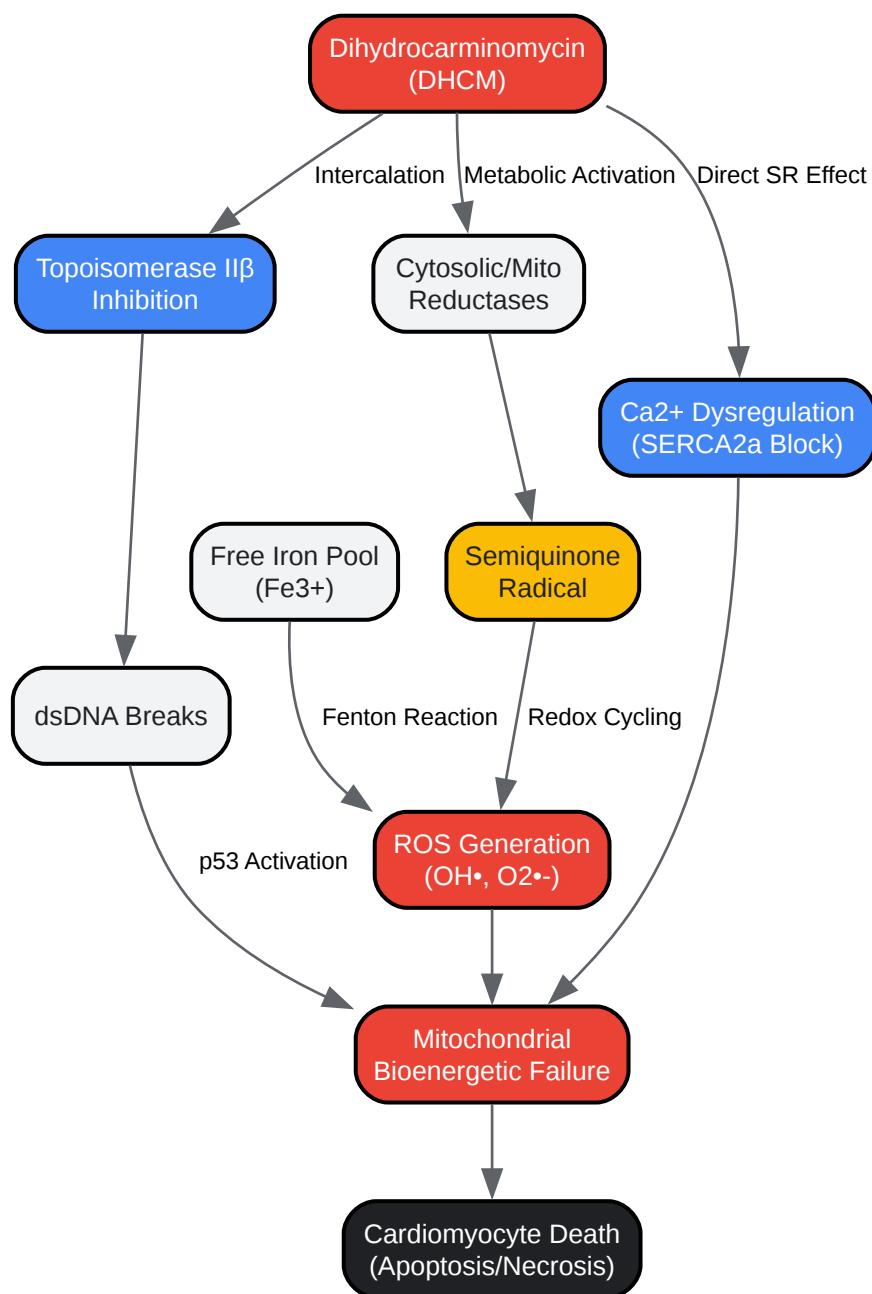 Dihydrocarminomycin
(DHCM)
Intercalation
Metabolic Activation
Direct SR Effect
Topoisomerase IIβ
Inhibition
Cytosolic/Mito
Reductases
Ca2+ Dysregulation
(SERCA2a Block)
Free Iron Pool
(Fe3+)
Semiquinone
Radical
dsDNA Breaks
Fenton Reaction
Redox Cycling
p53 Activation
ROS Generation
(OH•, O2•-)
Mitochondrial
Bioenergetic Failure
Cardiomyocyte Death
(Apoptosis/Necrosis)